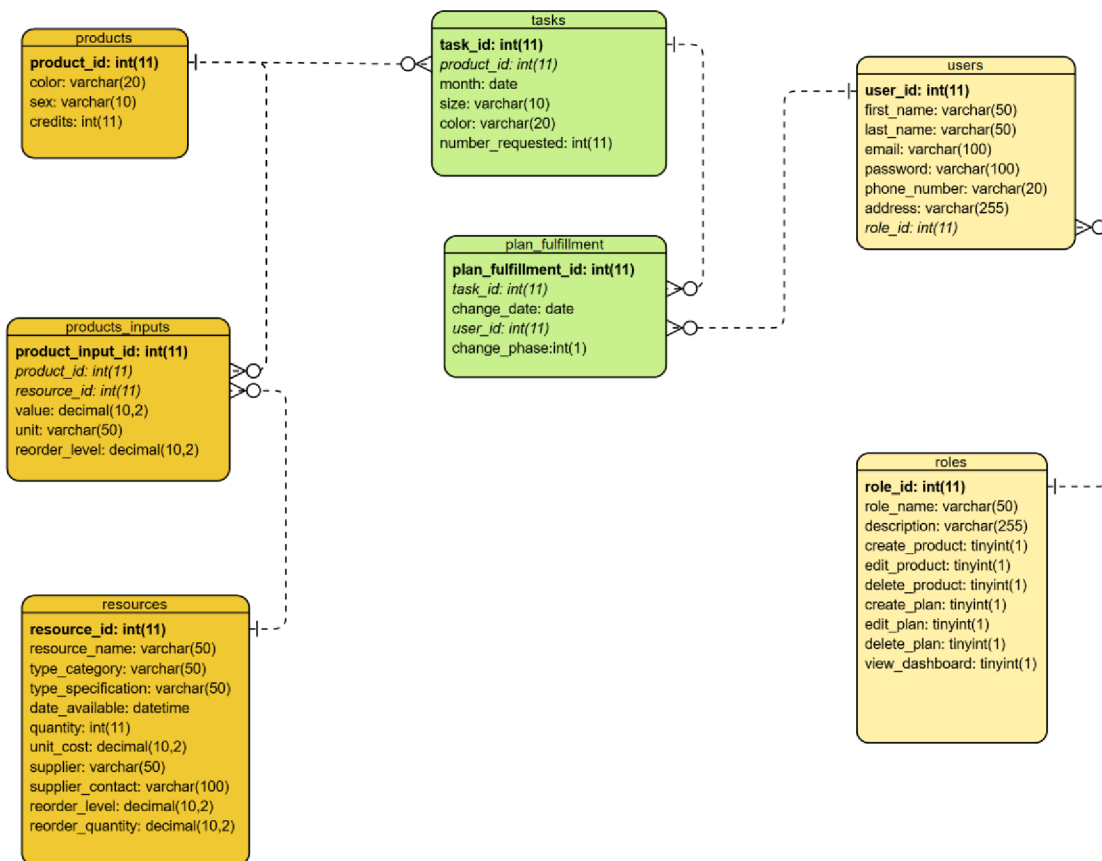 products
product_id: int(11)
color: varchar(20)
sex: varchar(10)
credits: int(11)
tasks
task_id: int(11)
product_id: int(11)
month: date
size: varchar(10)
color: varchar(20)
number_requested: int(11)
users
user_id: int(11)
first_name: varchar(50)
last_name: varchar(50)
email: varchar(100)
password: varchar(100)
phone_number: varchar(20)
address: varchar(255)
role_id: int(11)
plan_fulfillment
plan_fulfillment_id: int(11)
task_id: int(11)
change_date: date
user_id: int(11)
change_phase:int(1)
products_inputs
product_input_id: int(11)
product_id: int(11)
resource_id: int(11)
value: decimal(10,2)
unit: varchar(50)
reorder_level: decimal(10,2)
roles
role_id: int(11)
role_name: varchar(50)
description: varchar(255)
create_product: tinyint(1)
edit_product: tinyint(1)
delete_product: tinyint(1)
create_plan: tinyint(1)
edit_plan: tinyint(1)
delete_plan: tinyint(1)
view_dashboard: tinyint(1)
resources
resource_id: int(11)
resource_name: varchar(50)
type_category: varchar(50)
type_specification: varchar(50)
date_available: datetime
quantity: int(11)
unit_cost: decimal(10,2)
supplier: varchar(50)
supplier_contact: varchar(100)
reorder_level: decimal(10,2)
reorder_quantity: decimal(10,2)